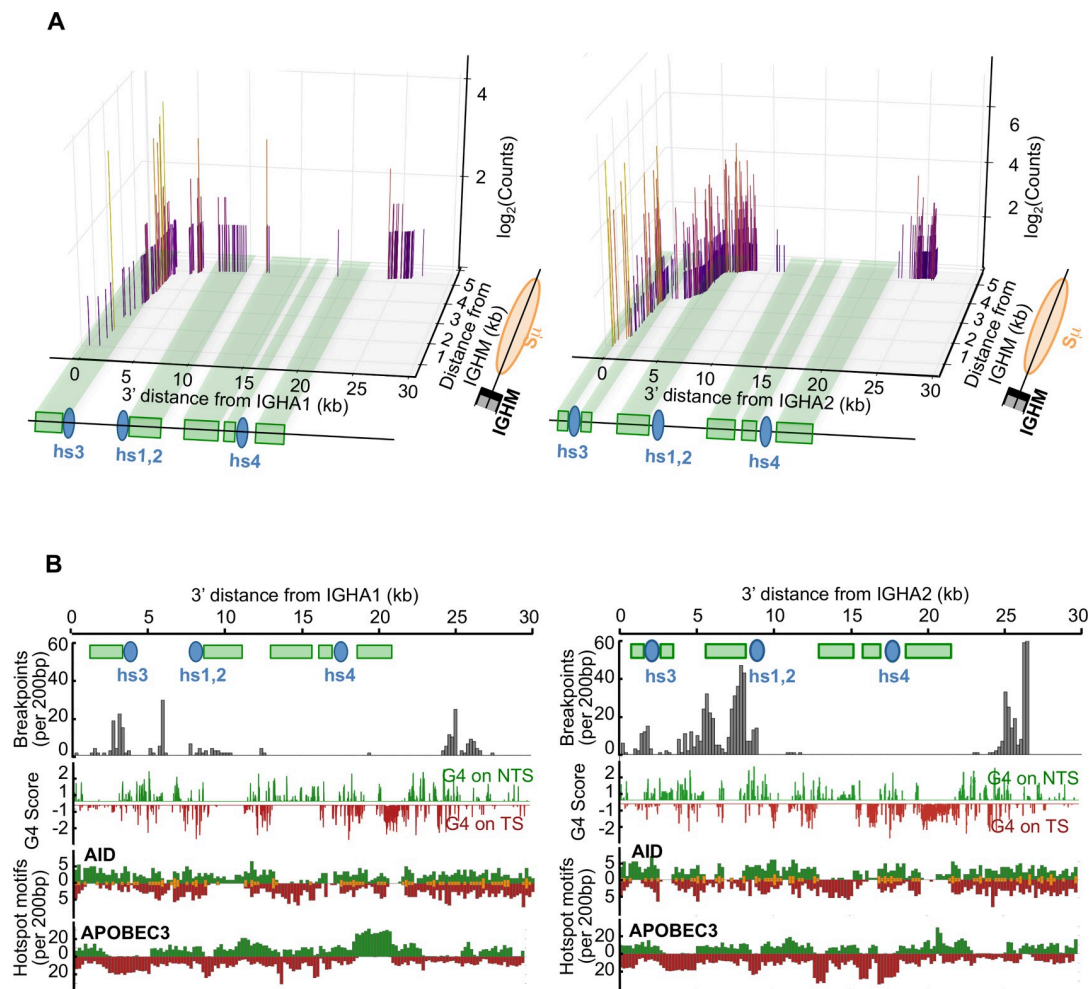 A
4
2
log2(Counts)
5
4
3
2
1
Distance from
IGHM (kb)
Sμ
IGHM
0
5
10
15
20
25
30
3' distance from IGHA1 (kb)
hs3
hs1,2
hs4
6
4
2
log2(Counts)
5
4
3
2
1
Distance from
IGHM (kb)
Sμ
IGHM
0
5
10
15
20
25
30
3' distance from IGHA2 (kb)
hs3
hs1,2
hs4
B
3' distance from IGHA1 (kb)
0 5 10 15 20 25 30
Breakpoints
(per 200bp)
60
40
20
0
hs3
hs1,2
hs4
G4 Score
2
1
-1
-2
G4 on NTS
G4 on TS
Hotspot motifs
(per 200bp)
AID
5
0
5
APOBEC3
20
0
20
3' distance from IGHA2 (kb)
0 5 10 15 20 25 30
Breakpoints
(per 200bp)
60
40
20
0
hs3
hs1,2
hs4
G4 Score
2
1
-1
-2
G4 on NTS
G4 on TS
Hotspot motifs
(per 200bp)
AID
5
0
5
APOBEC3
20
0
20